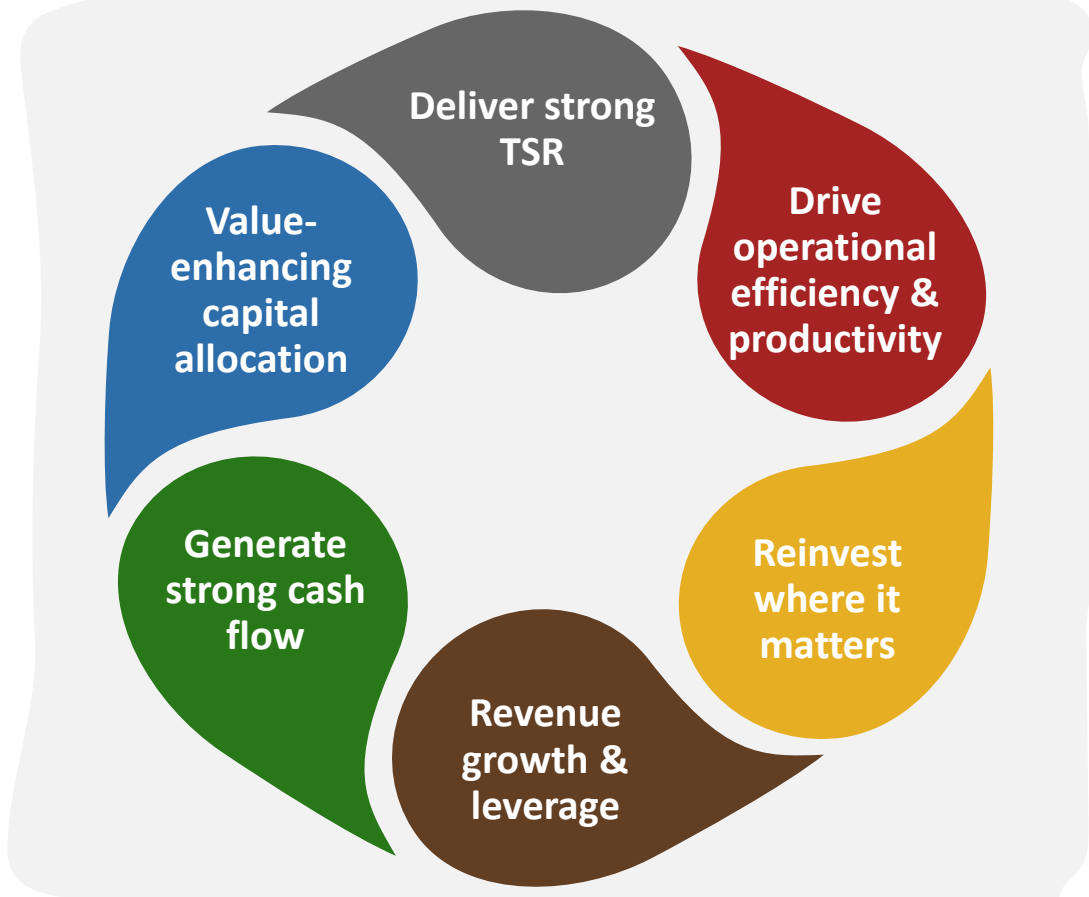 Deliver strong
TSR
Drive
operational
efficiency &
productivity
Reinvest
where it
matters
Revenue
growth &
leverage
Generate
strong cash
flow
Value-
enhancing
capital
allocation